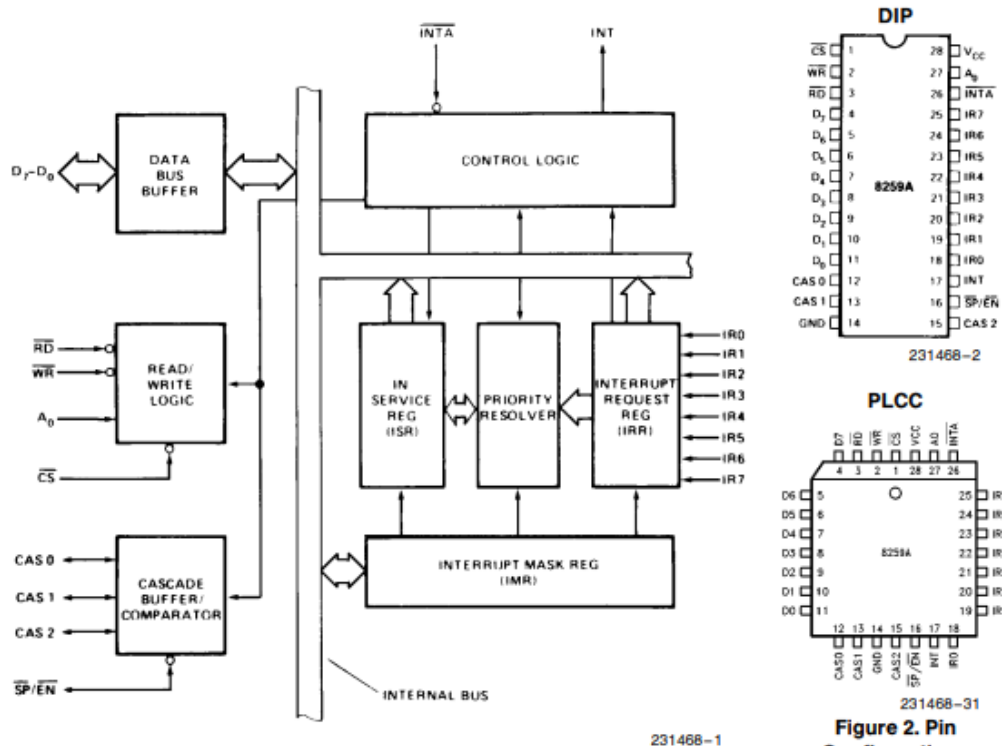 INTA INT
CONTROL LOGIC
D7-D0
DATA
BUS
BUFFER
RD
WR
A0
CS
READ/
WRITE
LOGIC
IN
SERVICE
REG
(ISR)
PRIORITY
RESOLVER
INTERRUPT
REQUEST
REG
(IRR)
IR0
IR1
IR2
IR3
IR4
IR5
IR6
IR7
INTERRUPT MASK REG
(IMR)
CAS 0
CAS 1
CAS 2
SP/EN
CASCADE
BUFFER/
COMPARATOR
INTERNAL BUS
231468-1
DIP
CS 1 28 VCC
WR 2 27 A0
RD 3 26 INTA
D7 4 25 IR7
D6 5 24 IR6
D5 6 23 IR5
D4 7 22 IR4
8259A
D3 8 21 IR3
D2 9 20 IR2
D1 10 19 IR1
D0 11 18 IR0
CAS 0 12 17 INT
CAS 1 13 16 SP/EN
GND 14 15 CAS 2
231468-2
PLCC
D7 RD WR CS VCC A0 INTA
4 3 2 1 28 27 26
D6 5 25 IR
D5 6 24 IR
D4 7 23 IR
D3 8 8259A 22 IR
D2 9 21 IR
D1 10 20 IR
D0 11 19 IR
12 13 14 15 16 17 18
CAS0 CAS1 GND CAS2 SP/EN INT IR0
231468-31
Figure 2. Pin